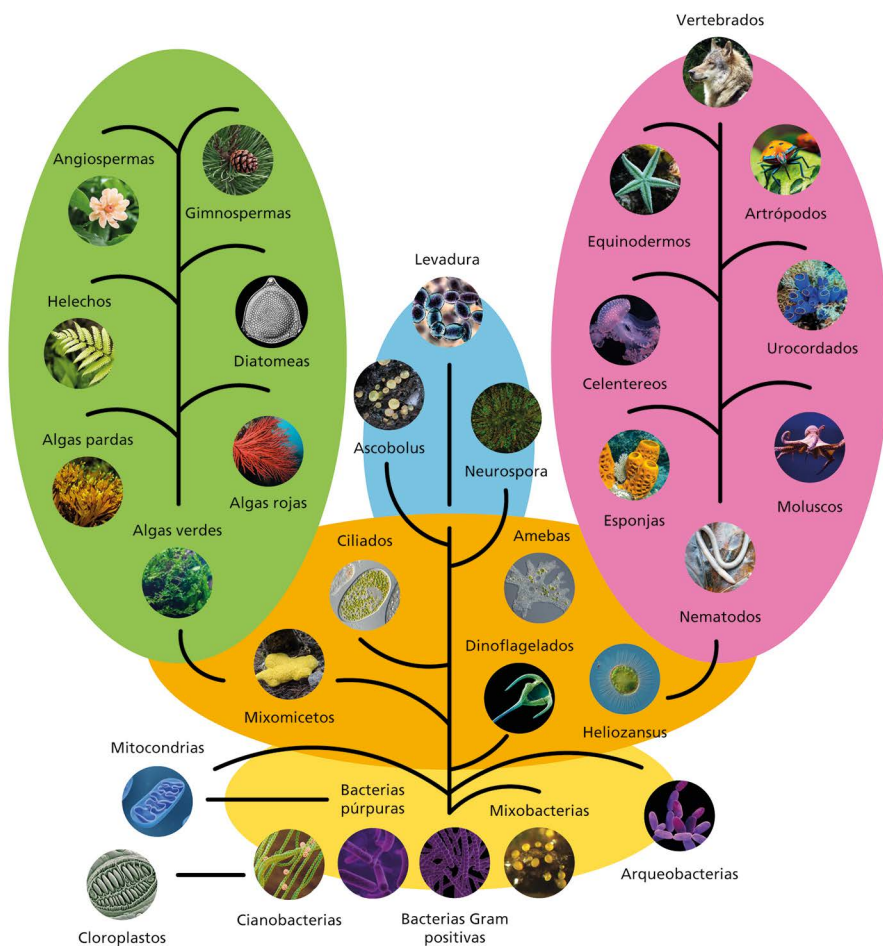 Vertebrados
Angiospermas
Gimnospermas
Equinodermos
Artrópodos
Levadura
Helechos
Diatomeas
Celentereos
Urocordados
Ascobolus
Neurospora
Algas pardas
Algas rojas
Esponjas
Moluscos
Algas verdes
Ciliados
Amebas
Nematodos
Dinoflagelados
Mixomicetos
Heliozansus
Mitocondrias
Bacterias
púrpuras
Mixobacterias
Arqueobacterias
Cianobacterias
Bacterias Gram
positivas
Cloroplastos